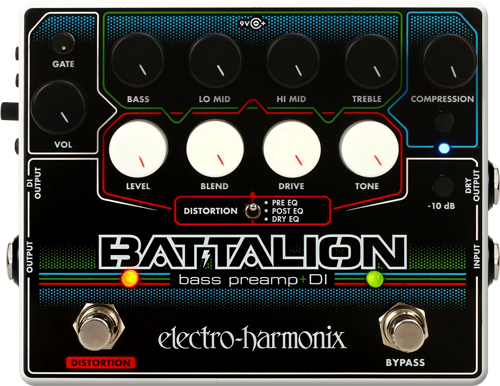 9V +
GATE
BASS
LO MID
HI MID
TREBLE
COMPRESSION
VOL
LEVEL
BLEND
DRIVE
TONE
DI OUTPUT
DRY OUTPUT
-10 dB
DISTORTION
• PRE EQ
• POST EQ
• DRY EQ
OUTPUT
INPUT
BATTALION
bass preamp+DI
electro-harmonix
DISTORTION
BYPASS